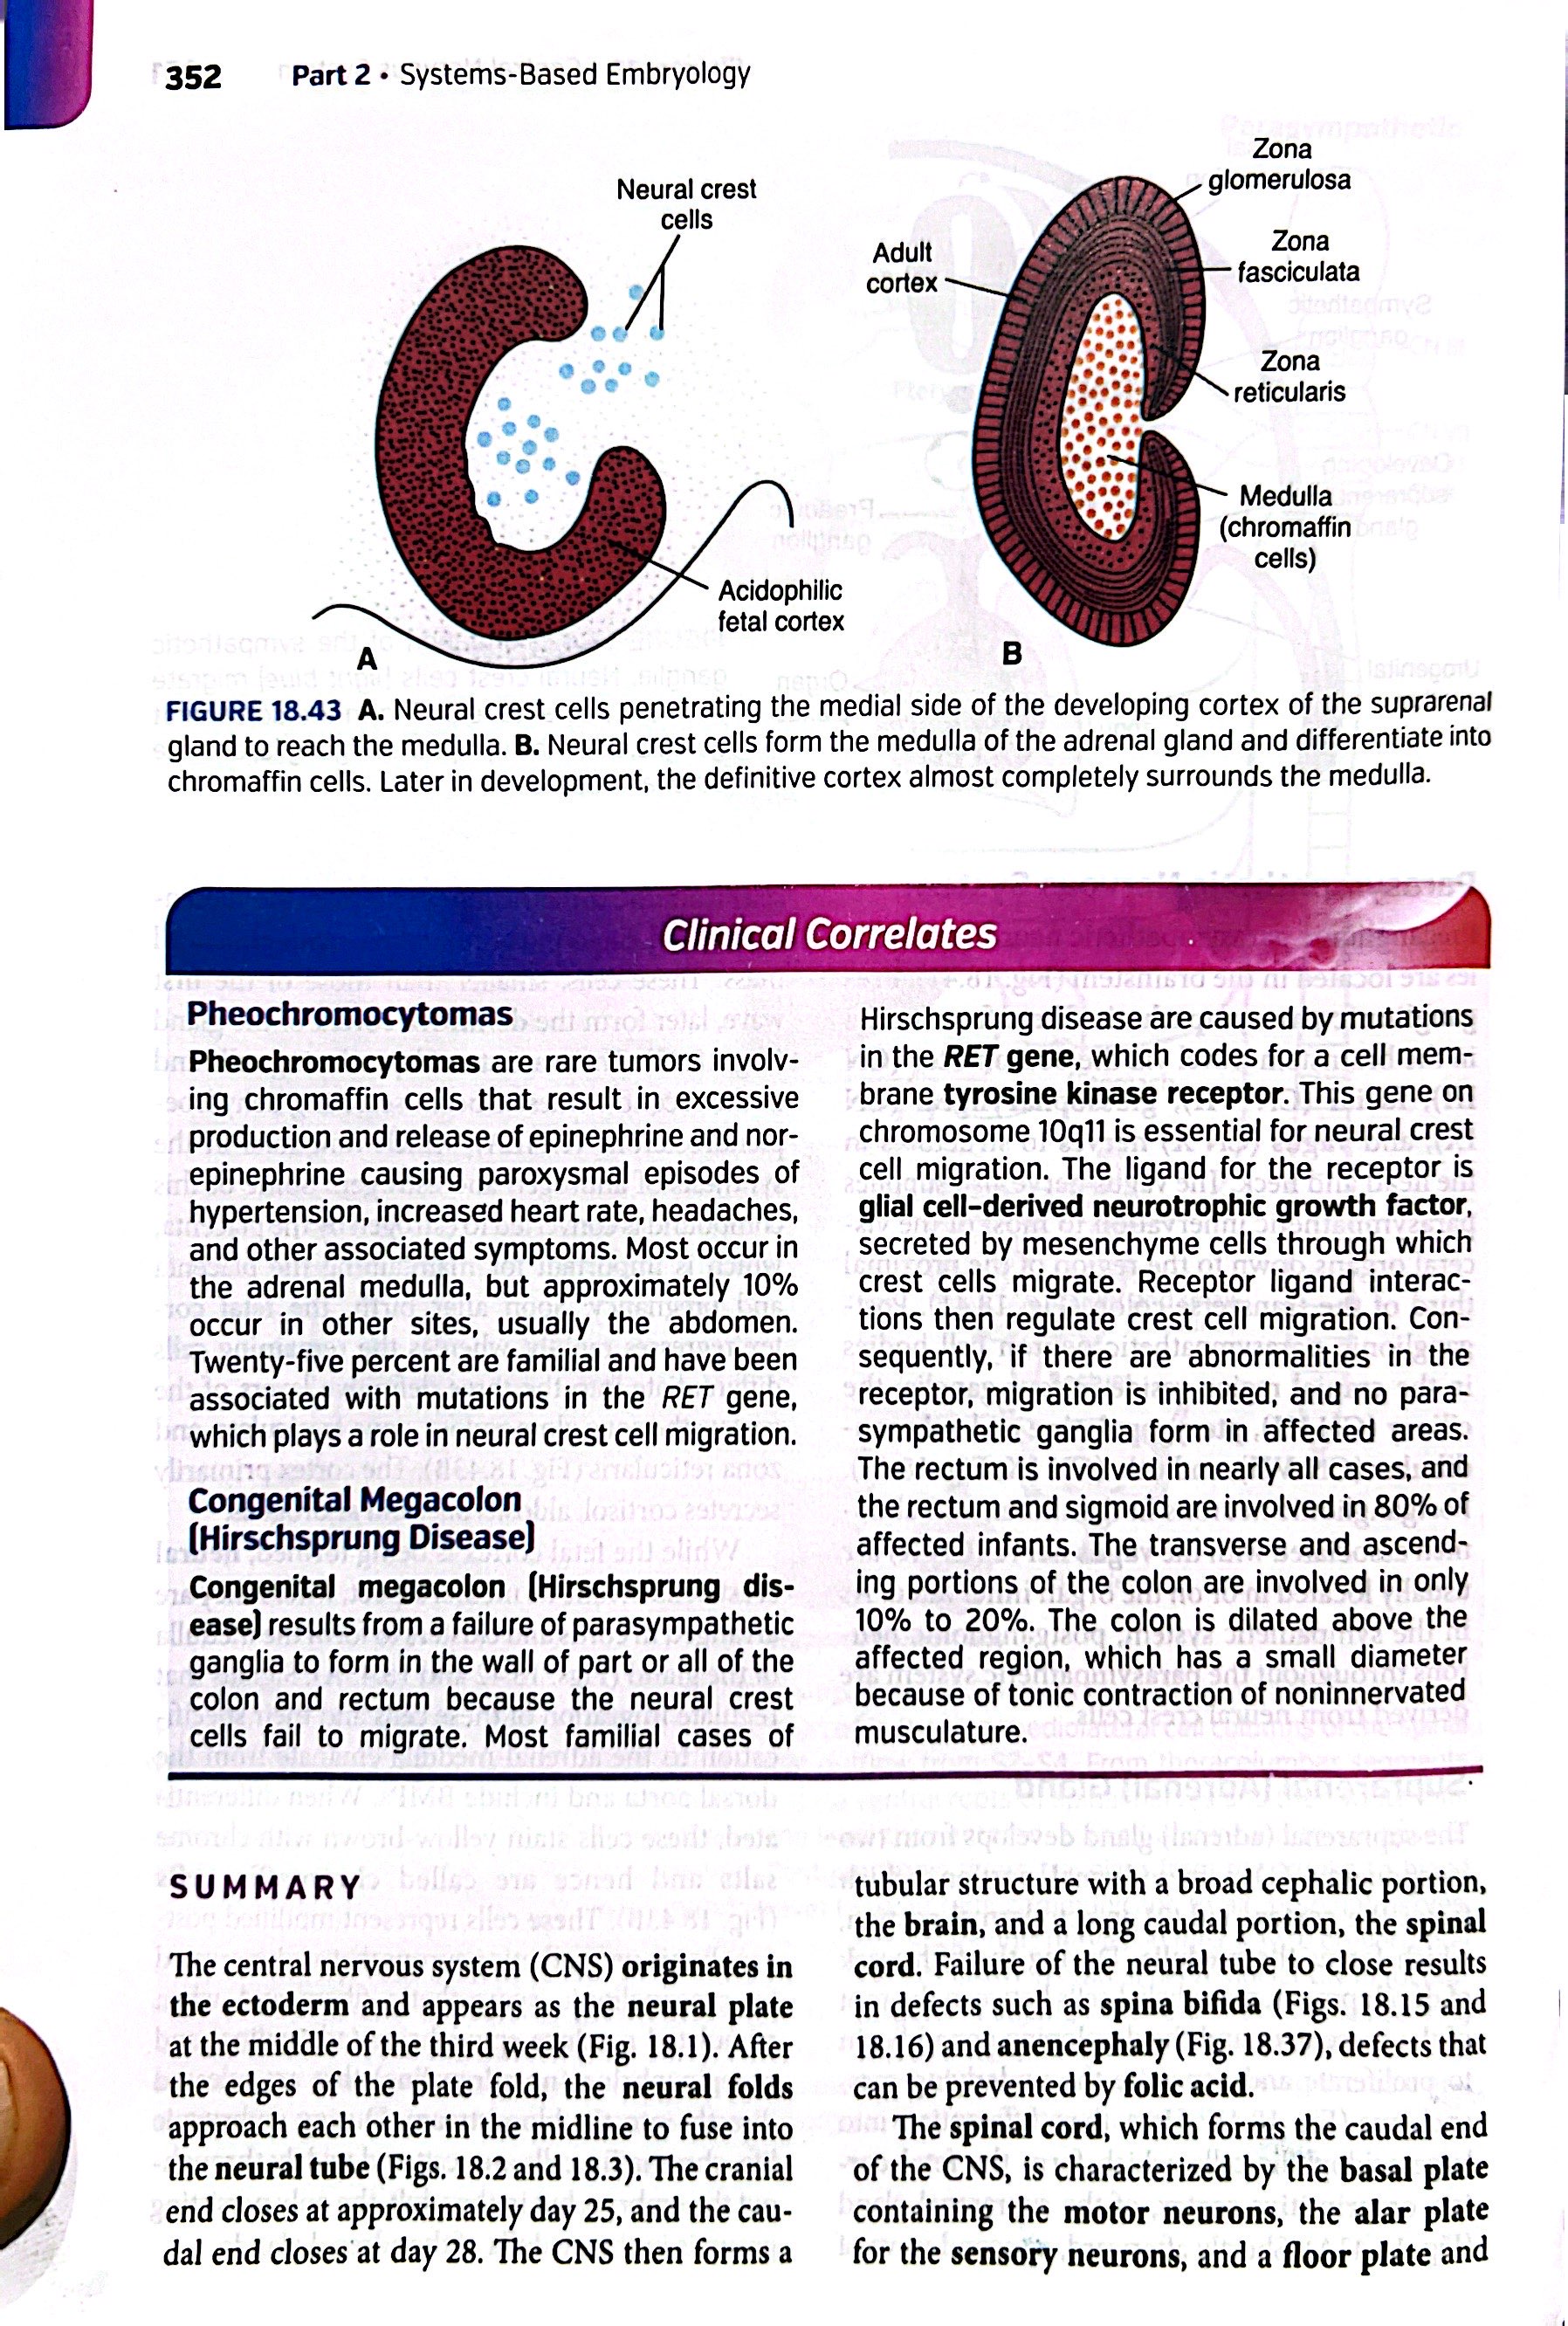 352 Part 2 • Systems-Based Embryology
Neural crest
cells
Acidophilic
fetal cortex
A
Zona
glomerulosa
Adult
cortex
Zona
fasciculata
Zona
reticularis
Medulla
(chromaffin
cells)
B
FIGURE 18.43 A. Neural crest cells penetrating the medial side of the developing cortex of the suprarenal
gland to reach the medulla. B. Neural crest cells form the medulla of the adrenal gland and differentiate into
chromaffin cells. Later in development, the definitive cortex almost completely surrounds the medulla.
Clinical Correlates
Pheochromocytomas
Pheochromocytomas are rare tumors involv-
ing chromaffin cells that result in excessive
production and release of epinephrine and nor-
epinephrine causing paroxysmal episodes of
hypertension, increased heart rate, headaches,
and other associated symptoms. Most occur in
the adrenal medulla, but approximately 10%
occur in other sites, usually the abdomen.
Twenty-five percent are familial and have been
associated with mutations in the RET gene,
which plays a role in neural crest cell migration.
Congenital Megacolon
(Hirschsprung Disease)
Congenital megacolon (Hirschsprung dis-
ease) results from a failure of parasympathetic
ganglia to form in the wall of part or all of the
colon and rectum because the neural crest
cells fail to migrate. Most familial cases of
Hirschsprung disease are caused by mutations
in the RET gene, which codes for a cell mem-
brane tyrosine kinase receptor. This gene on
chromosome 10q11 is essential for neural crest
cell migration. The ligand for the receptor is
glial cell-derived neurotrophic growth factor,
secreted by mesenchyme cells through which
crest cells migrate. Receptor ligand interac-
tions then regulate crest cell migration. Con-
sequently, if there are abnormalities in the
receptor, migration is inhibited, and no para-
sympathetic ganglia form in affected areas.
The rectum is involved in nearly all cases, and
the rectum and sigmoid are involved in 80% of
affected infants. The transverse and ascend-
ing portions of the colon are involved in only
10% to 20%. The colon is dilated above the
affected region, which has a small diameter
because of tonic contraction of noninnervated
musculature.
SUMMARY
The central nervous system (CNS) originates in
the ectoderm and appears as the neural plate
at the middle of the third week (Fig. 18.1). After
the edges of the plate fold, the neural folds
approach each other in the midline to fuse into
the neural tube (Figs. 18.2 and 18.3). The cranial
end closes at approximately day 25, and the cau-
dal end closes at day 28. The CNS then forms a
tubular structure with a broad cephalic portion,
the brain, and a long caudal portion, the spinal
cord. Failure of the neural tube to close results
in defects such as spina bifida (Figs. 18.15 and
18.16) and anencephaly (Fig. 18.37), defects that
can be prevented by folic acid.
The spinal cord, which forms the caudal end
of the CNS, is characterized by the basal plate
containing the motor neurons, the alar plate
for the sensory neurons, and a floor plate and